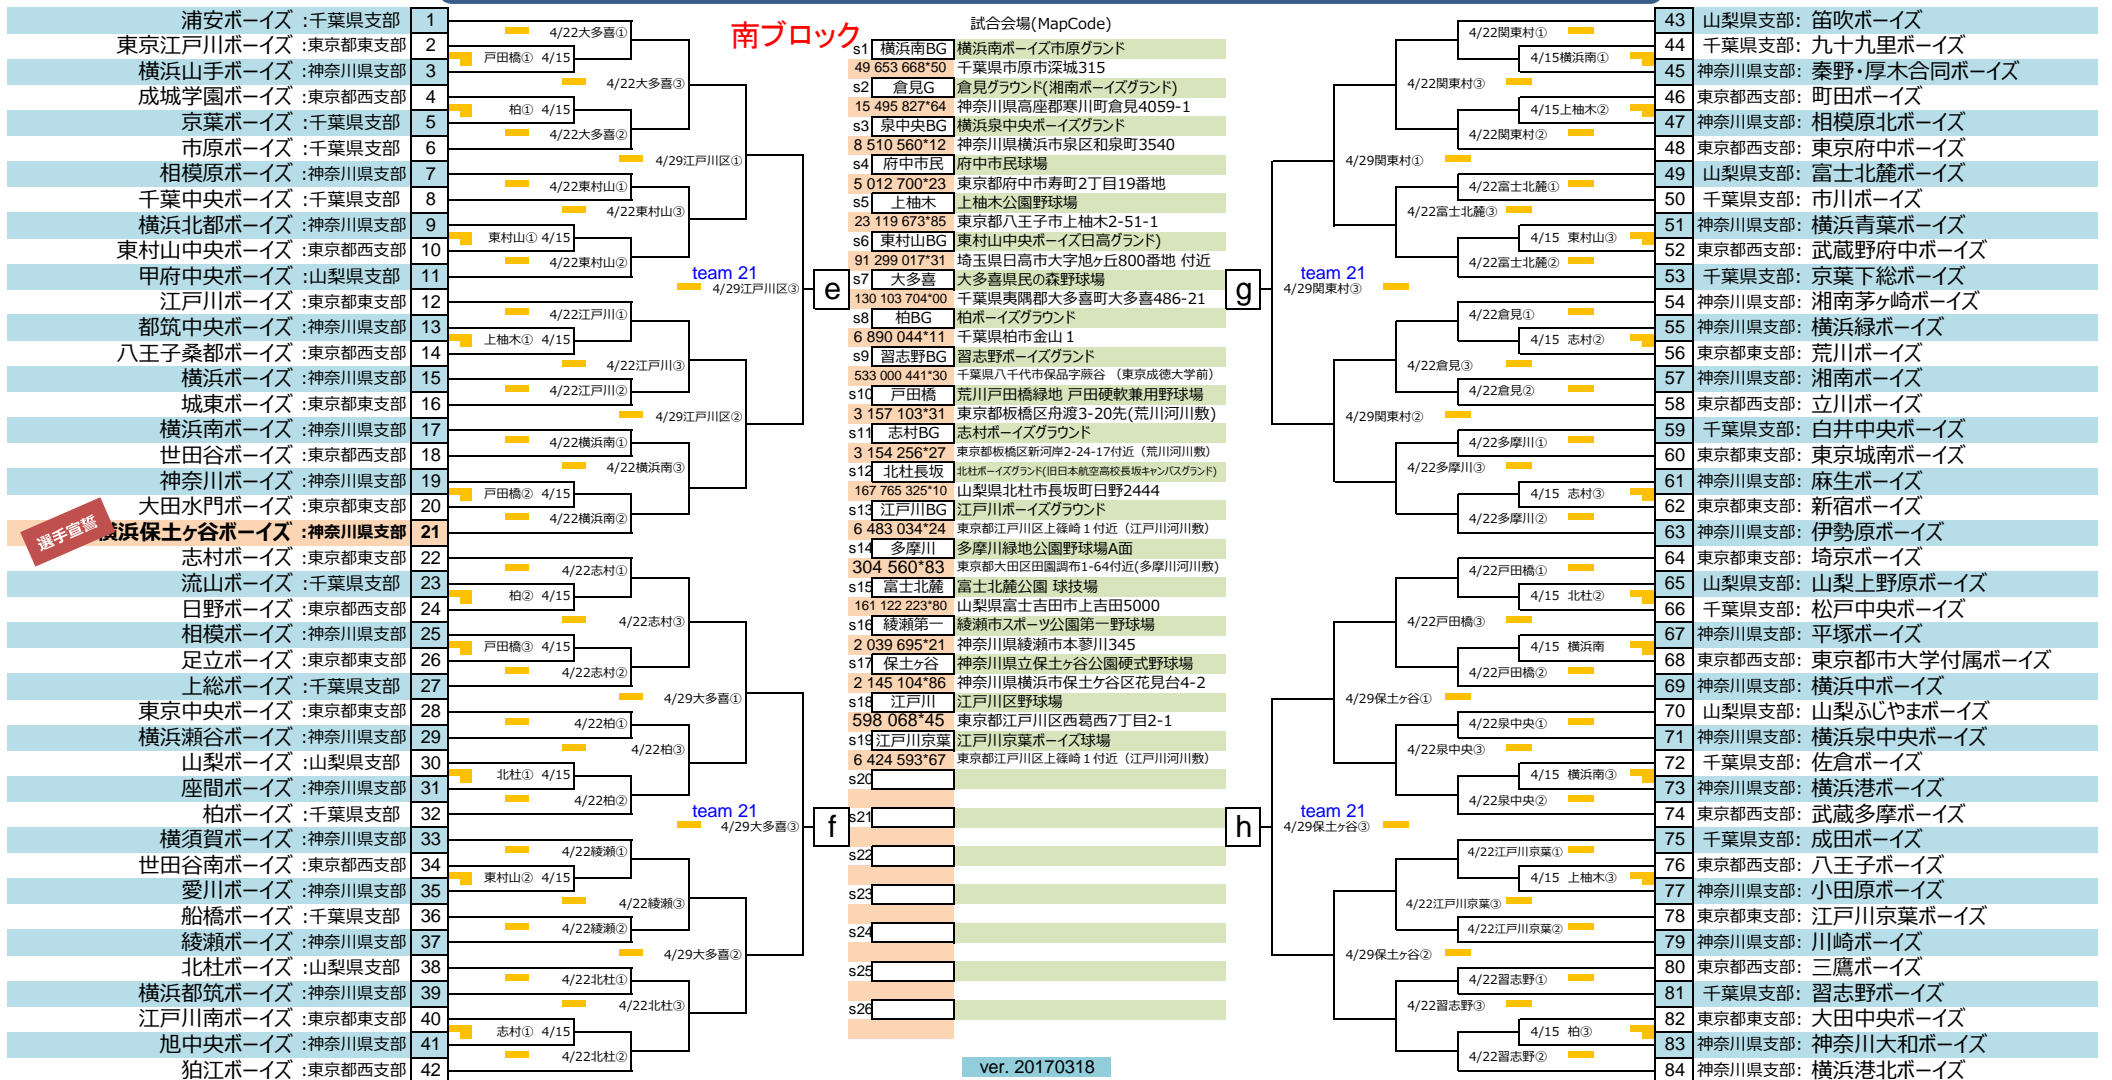 南ブロック
試合会場(MapCode)
浦安ボーイズ :千葉県支部 1
東京江戸川ボーイズ :東京都東支部 2
横浜山手ボーイズ :神奈川県支部 3
成城学園ボーイズ :東京都西支部 4
京葉ボーイズ :千葉県支部 5
市原ボーイズ :千葉県支部 6
相模原ボーイズ :神奈川県支部 7
千葉中央ボーイズ :千葉県支部 8
横浜北都ボーイズ :神奈川県支部 9
東村山中央ボーイズ :東京都西支部 10
甲府中央ボーイズ :山梨県支部 11
江戸川ボーイズ :東京都東支部 12
都筑中央ボーイズ :神奈川県支部 13
八王子桑都ボーイズ :東京都西支部 14
横浜ボーイズ :神奈川県支部 15
城東ボーイズ :東京都東支部 16
横浜南ボーイズ :神奈川県支部 17
世田谷ボーイズ :東京都西支部 18
神奈川ボーイズ :神奈川県支部 19
大田水門ボーイズ :東京都東支部 20
選手宣誓
横浜保土ヶ谷ボーイズ :神奈川県支部 21
志村ボーイズ :東京都東支部 22
流山ボーイズ :千葉県支部 23
日野ボーイズ :東京都西支部 24
相模ボーイズ :神奈川県支部 25
足立ボーイズ :東京都東支部 26
上総ボーイズ :千葉県支部 27
東京中央ボーイズ :東京都東支部 28
横浜瀬谷ボーイズ :神奈川県支部 29
山梨ボーイズ :山梨県支部 30
座間ボーイズ :神奈川県支部 31
柏ボーイズ :千葉県支部 32
横須賀ボーイズ :神奈川県支部 33
世田谷南ボーイズ :東京都西支部 34
愛川ボーイズ :神奈川県支部 35
船橋ボーイズ :千葉県支部 36
綾瀬ボーイズ :神奈川県支部 37
北杜ボーイズ :山梨県支部 38
横浜都筑ボーイズ :神奈川県支部 39
江戸川南ボーイズ :東京都東支部 40
旭中央ボーイズ :神奈川県支部 41
狛江ボーイズ :東京都西支部 42
4/22大多喜①
戸田橋① 4/15
4/22大多喜③
柏① 4/15
4/22大多喜②
4/29江戸川区①
4/22東村山①
4/22東村山③
東村山① 4/15
4/22東村山②
team 21
4/29江戸川区③
e
4/22江戸川①
上柚木① 4/15
4/22江戸川③
4/22江戸川②
4/29江戸川区②
4/22横浜南①
4/22横浜南③
戸田橋② 4/15
4/22横浜南②
4/22志村①
柏② 4/15
4/22志村③
戸田橋③ 4/15
4/22志村②
4/29大多喜①
4/22柏①
4/22柏③
北杜① 4/15
4/22柏②
team 21
4/29大多喜③
f
4/22綾瀬①
東村山② 4/15
4/22綾瀬③
4/22綾瀬②
4/29大多喜②
4/22北杜①
4/22北杜③
志村① 4/15
4/22北杜②
s1 横浜南BG 横浜南ボーイズ市原グランド
49 653 668*50 千葉県市原市深城315
s2 倉見G 倉見グラウンド(湘南ボーイズグランド)
15 495 827*64 神奈川県高座郡寒川町倉見4059-1
s3 泉中央BG 横浜泉中央ボーイズグランド
8 510 560*12 神奈川県横浜市泉区和泉町3540
s4 府中市民 府中市民球場
5 012 700*23 東京都府中市寿町2丁目19番地
s5 上柚木 上柚木公園野球場
23 119 673*85 東京都八王子市上柚木2-51-1
s6 東村山BG 東村山中央ボーイズ日高グランド)
91 299 017*31 埼玉県日高市大字旭ヶ丘800番地 付近
s7 大多喜 大多喜県民の森野球場
130 103 704*00 千葉県夷隅郡大多喜町大多喜486-21
s8 柏BG 柏ボーイズグラウンド
6 890 044*11 千葉県柏市金山１
s9 習志野BG 習志野ボーイズグランド
533 000 441*30 千葉県八千代市保品字蕨谷 (東京成徳大学前)
s10 戸田橋 荒川戸田橋緑地 戸田硬軟兼用野球場
3 157 103*31 東京都板橋区舟渡3-20先(荒川河川敷)
s11 志村BG 志村ボーイズグラウンド
3 154 256*27 東京都板橋区新河岸2-24-17付近 (荒川河川敷)
s12 北杜長坂 北杜ボーイズグランド(旧日本航空高校長坂キャンパスグランド)
167 765 325*10 山梨県北杜市長坂町日野2444
s13 江戸川BG 江戸川ボーイズグラウンド
6 483 034*24 東京都江戸川区上篠崎１付近 (江戸川河川敷)
s14 多摩川 多摩川緑地公園野球場A面
304 560*83 東京都大田区田園調布1-64付近(多摩川河川敷)
s15 富士北麓 富士北麓公園 球技場
161 122 223*80 山梨県富士吉田市上吉田5000
s16 綾瀬第一 綾瀬市スポーツ公園第一野球場
2 039 695*21 神奈川県綾瀬市本蓼川345
s17 保土ヶ谷 神奈川県立保土ヶ谷公園硬式野球場
2 145 104*86 神奈川県横浜市保土ケ谷区花見台4-2
s18 江戸川 江戸川区野球場
598 068*45 東京都江戸川区西葛西7丁目2-1
s19 江戸川京葉 江戸川京葉ボーイズ球場
6 424 593*67 東京都江戸川区上篠崎１付近 (江戸川河川敷)
s20
s21
s22
s23
s24
s25
s26
ver. 20170318
4/22関東村①
4/15横浜南①
4/22関東村③
4/15上柚木②
4/22関東村②
4/29関東村①
4/22富士北麓①
4/22富士北麓③
4/15 東村山③
4/22富士北麓②
g
team 21
4/29関東村③
4/22倉見①
4/15 志村②
4/22倉見③
4/22倉見②
4/29関東村②
4/22多摩川①
4/22多摩川③
4/15 志村③
4/22多摩川②
4/22戸田橋①
4/15 北杜②
4/22戸田橋③
4/15 横浜南
4/22戸田橋②
4/29保土ヶ谷①
4/22泉中央①
4/22泉中央③
4/15 横浜南③
4/22泉中央②
h
team 21
4/29保土ヶ谷③
4/22江戸川京葉①
4/15 上柚木③
4/22江戸川京葉③
4/22江戸川京葉②
4/29保土ヶ谷②
4/22習志野①
4/22習志野③
4/15 柏③
4/22習志野②
43 山梨県支部: 笛吹ボーイズ
44 千葉県支部: 九十九里ボーイズ
45 神奈川県支部: 秦野・厚木合同ボーイズ
46 東京都西支部: 町田ボーイズ
47 神奈川県支部: 相模原北ボーイズ
48 東京都西支部: 東京府中ボーイズ
49 山梨県支部: 富士北麓ボーイズ
50 千葉県支部: 市川ボーイズ
51 神奈川県支部: 横浜青葉ボーイズ
52 東京都西支部: 武蔵野府中ボーイズ
53 千葉県支部: 京葉下総ボーイズ
54 神奈川県支部: 湘南茅ヶ崎ボーイズ
55 神奈川県支部: 横浜緑ボーイズ
56 東京都東支部: 荒川ボーイズ
57 神奈川県支部: 湘南ボーイズ
58 東京都西支部: 立川ボーイズ
59 千葉県支部: 白井中央ボーイズ
60 東京都東支部: 東京城南ボーイズ
61 神奈川県支部: 麻生ボーイズ
62 東京都東支部: 新宿ボーイズ
63 神奈川県支部: 伊勢原ボーイズ
64 東京都東支部: 埼京ボーイズ
65 山梨県支部: 山梨上野原ボーイズ
66 千葉県支部: 松戸中央ボーイズ
67 神奈川県支部: 平塚ボーイズ
68 東京都西支部: 東京都市大学付属ボーイズ
69 神奈川県支部: 横浜中ボーイズ
70 山梨県支部: 山梨ふじやまボーイズ
71 神奈川県支部: 横浜泉中央ボーイズ
72 千葉県支部: 佐倉ボーイズ
73 神奈川県支部: 横浜港ボーイズ
74 東京都西支部: 武蔵多摩ボーイズ
75 千葉県支部: 成田ボーイズ
76 東京都西支部: 八王子ボーイズ
77 神奈川県支部: 小田原ボーイズ
78 東京都東支部: 江戸川京葉ボーイズ
79 神奈川県支部: 川崎ボーイズ
80 東京都西支部: 三鷹ボーイズ
81 千葉県支部: 習志野ボーイズ
82 東京都東支部: 大田中央ボーイズ
83 神奈川県支部: 神奈川大和ボーイズ
84 神奈川県支部: 横浜港北ボーイズ